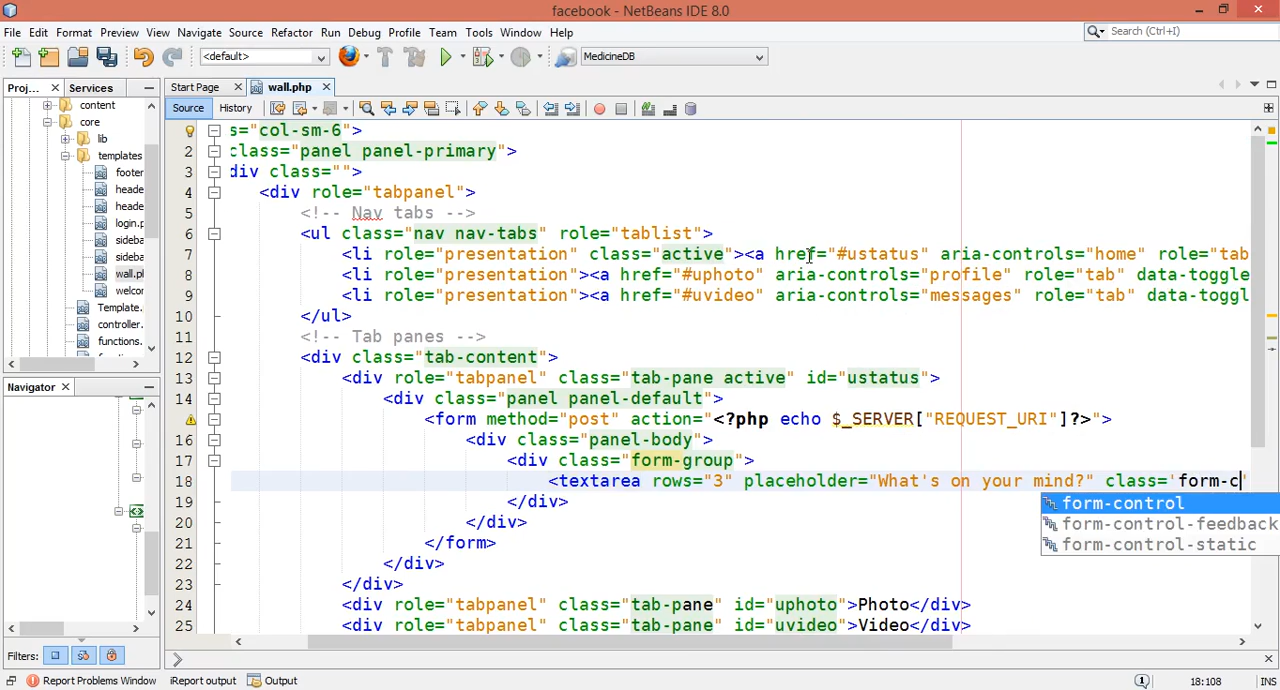 facebook - NetBeans IDE 8.0
File Edit Format Preview View Navigate Source Refactor Run Debug Profile Team Tools Window Help
Search (Ctrl+I)
<default>
MedicineDB
Proj... Services
Start Page wall.php
Source History
content
core
lib
templates
footer
heade
heade
login.p
sideba
sideba
wall.ph
welcor
Template.
controller.
functions.
Navigator
Filters:
1 s="col-sm-6">
2 class="panel panel-primary">
3 div class="">
4 <div role="tabpanel">
5 <!-- Nav tabs -->
6 <ul class="nav nav-tabs" role="tablist">
7 <li role="presentation" class="active"><a href="#ustatus" aria-controls="home" role="tab
8 <li role="presentation"><a href="#uphoto" aria-controls="profile" role="tab" data-toggle
9 <li role="presentation"><a href="#uvideo" aria-controls="messages" role="tab" data-toggl
10 </ul>
11 <!-- Tab panes -->
12 <div class="tab-content">
13 <div role="tabpanel" class="tab-pane active" id="ustatus">
14 <div class="panel panel-default">
<form method="post" action="<?php echo $_SERVER["REQUEST_URI"]?>">
16 <div class="panel-body">
17 <div class="form-group">
18 <textarea rows="3" placeholder="What's on your mind?" class='form-c'
19 </div>
20 </div>
21 </form>
22 </div>
23 </div>
24 <div role="tabpanel" class="tab-pane" id="uphoto">Photo</div>
25 <div role="tabpanel" class="tab-pane" id="uvideo">Video</div>
form-control
form-control-feedback
form-control-static
Report Problems Window iReport output Output
1
18:108 INS